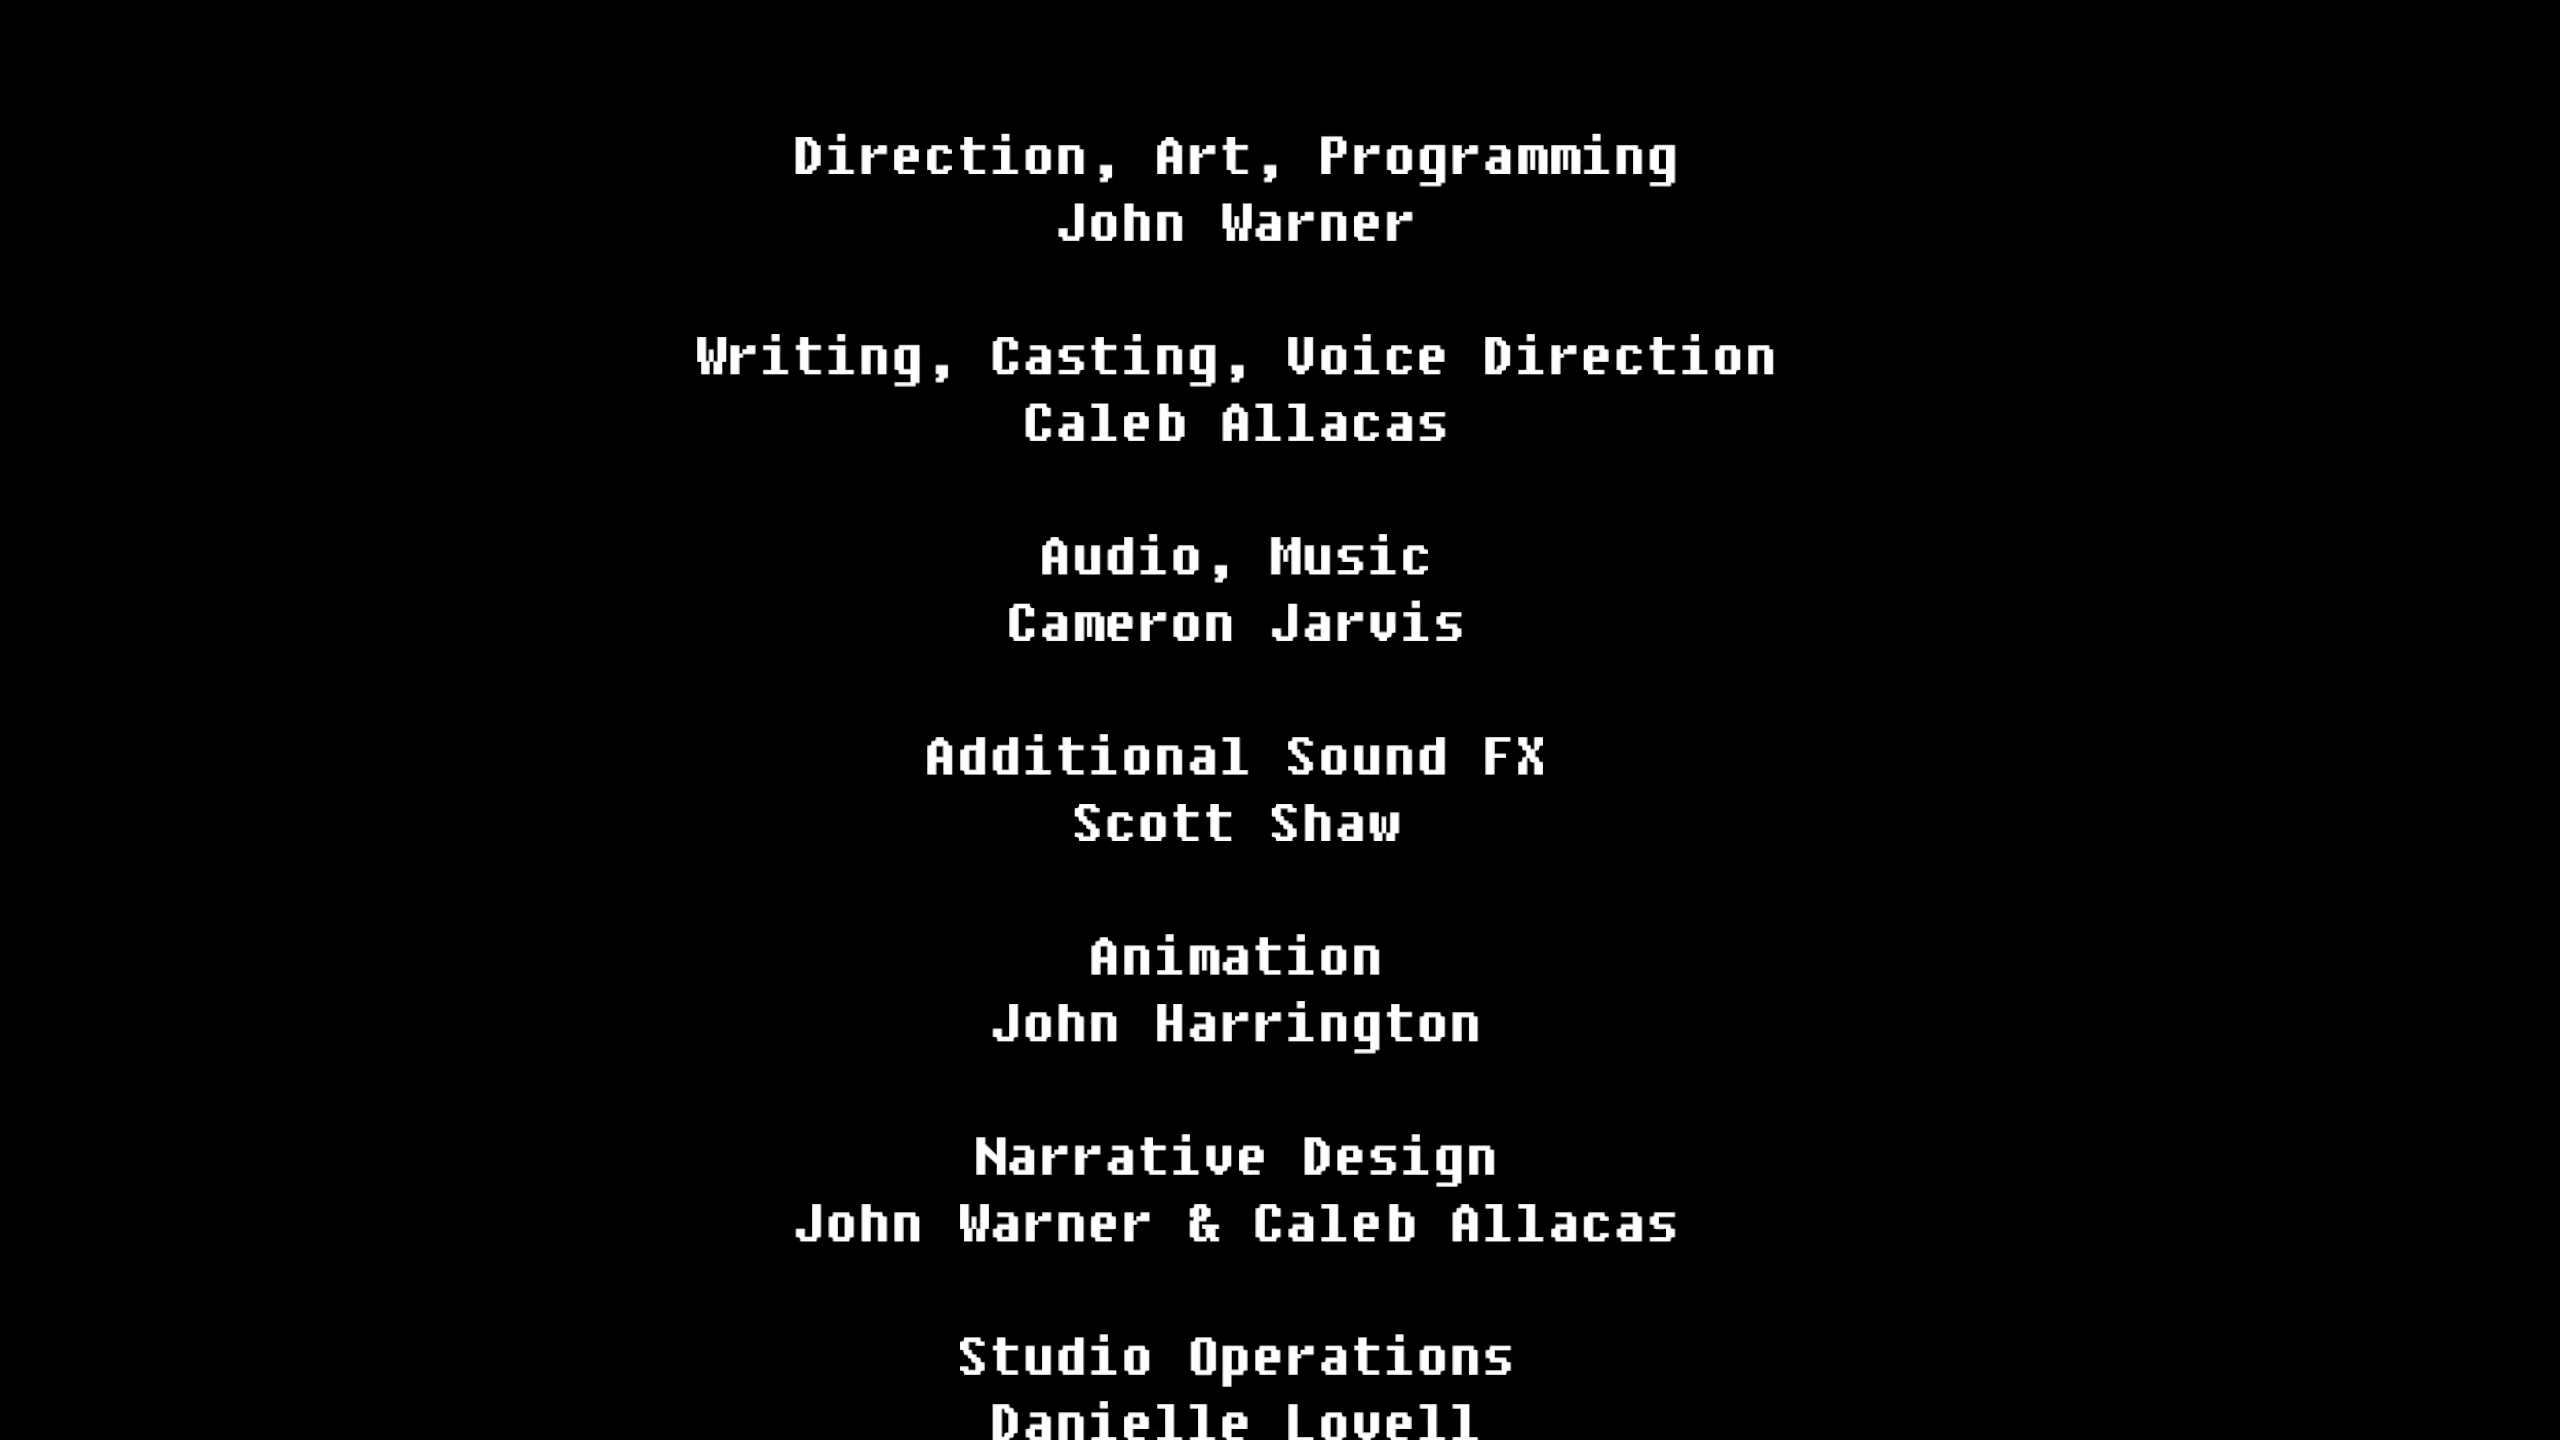 Direction, Art, Programming
John Warner
Writing, Casting, Voice Direction
Caleb Allacas
Audio, Music
Cameron Jarvis
Additional Sound FX
Scott Shaw
Animation
John Harrington
Narrative Design
John Warner & Caleb Allacas
Studio Operations
Danielle Lovell